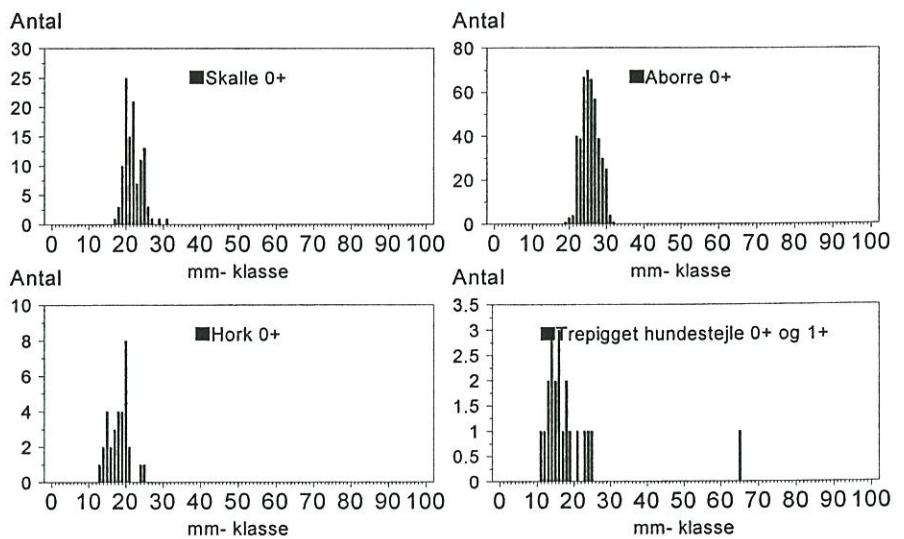 Antal
30
25
20
15
10
5
0
Skalle 0+
0 10 20 30 40 50 60 70 80 90 100
mm- klasse
Antal
80
60
40
20
0
Aborre 0+
0 10 20 30 40 50 60 70 80 90 100
mm- klasse
Antal
10
8
6
4
2
0
Hork 0+
0 10 20 30 40 50 60 70 80 90 100
mm- klasse
Antal
3.5
3
2.5
2
1.5
1
0.5
0
Trepigget hundestejle 0+ og 1+
0 10 20 30 40 50 60 70 80 90 100
mm- klasse